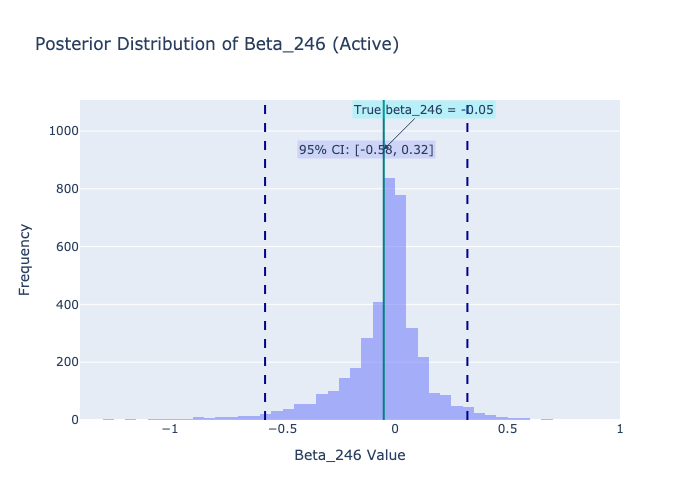 Posterior Distribution of Beta_246 (Active)
True beta_246 = -0.05
95% CI: [-0.58, 0.32]
1000
800
600
400
200
0
Frequency
−1
−0.5
0
0.5
1
Beta_246 Value